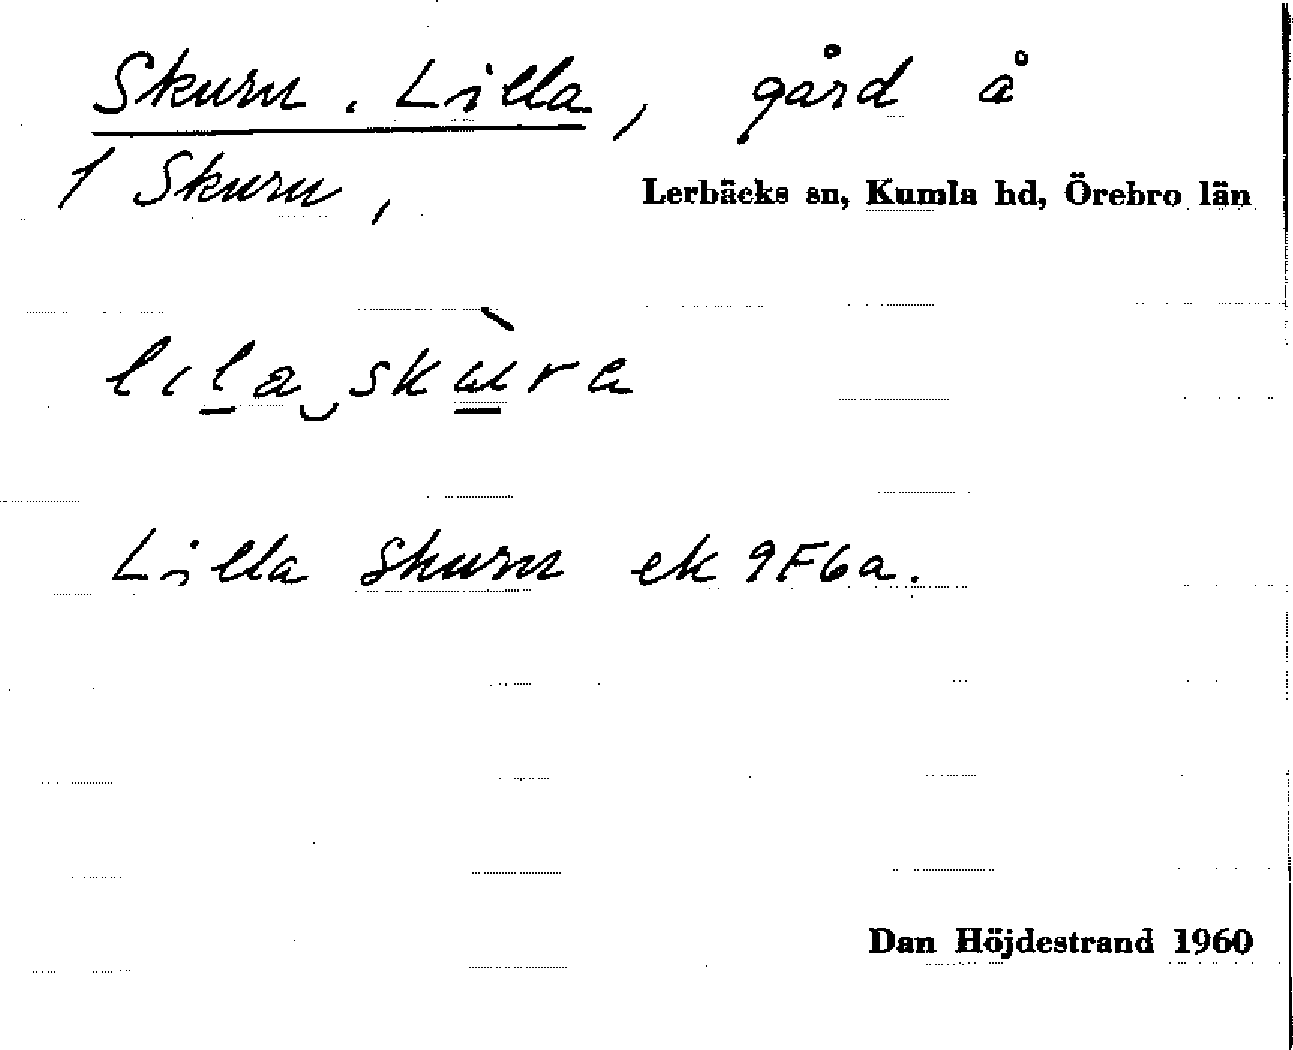 Skuru. Lilla, gård å
1 Skuru, Lerbäcks sn, Kumla hd, Örebro län
lila‿skùra
Lilla Skuru ek 9F6a.
Dan Höjdestrand 1960